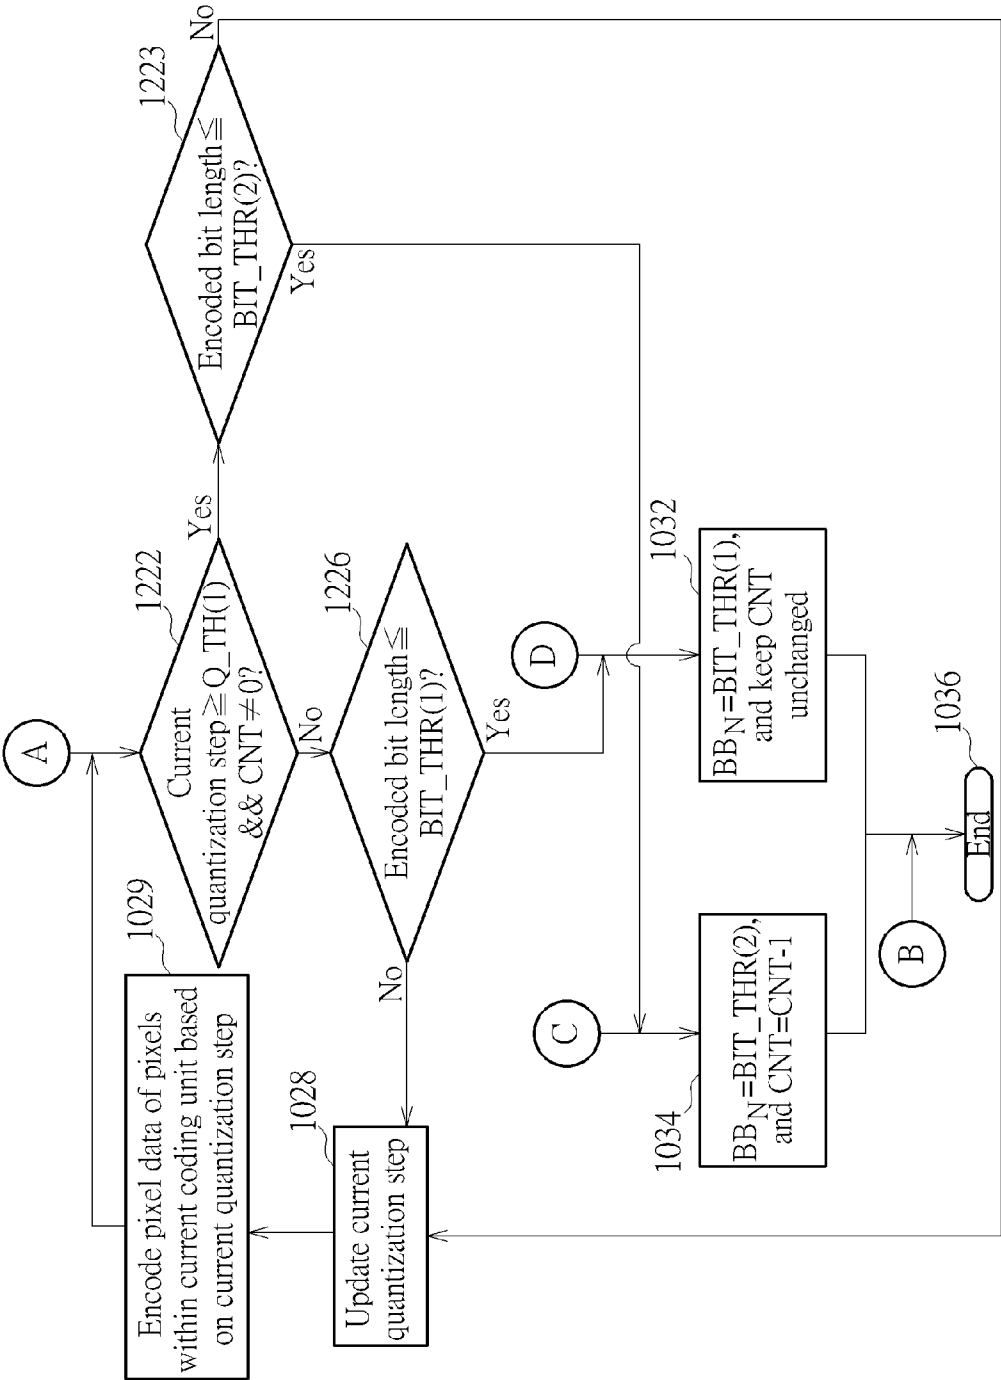 A
1029
Encode pixel data of pixels
within current coding unit based
on current quantization step
1222
Current
quantization step≧Q_TH(1)
&& CNT≠0?
Yes
No
1223
Encoded bit length≦
BIT_THR(2)?
No
Yes
1226
Encoded bit length≦
BIT_THR(1)?
No
Yes
1028
Update current
quantization step
C
D
1034
BB_N=BIT_THR(2),
and CNT=CNT-1
1032
BB_N=BIT_THR(1),
and keep CNT
unchanged
B
1036
End